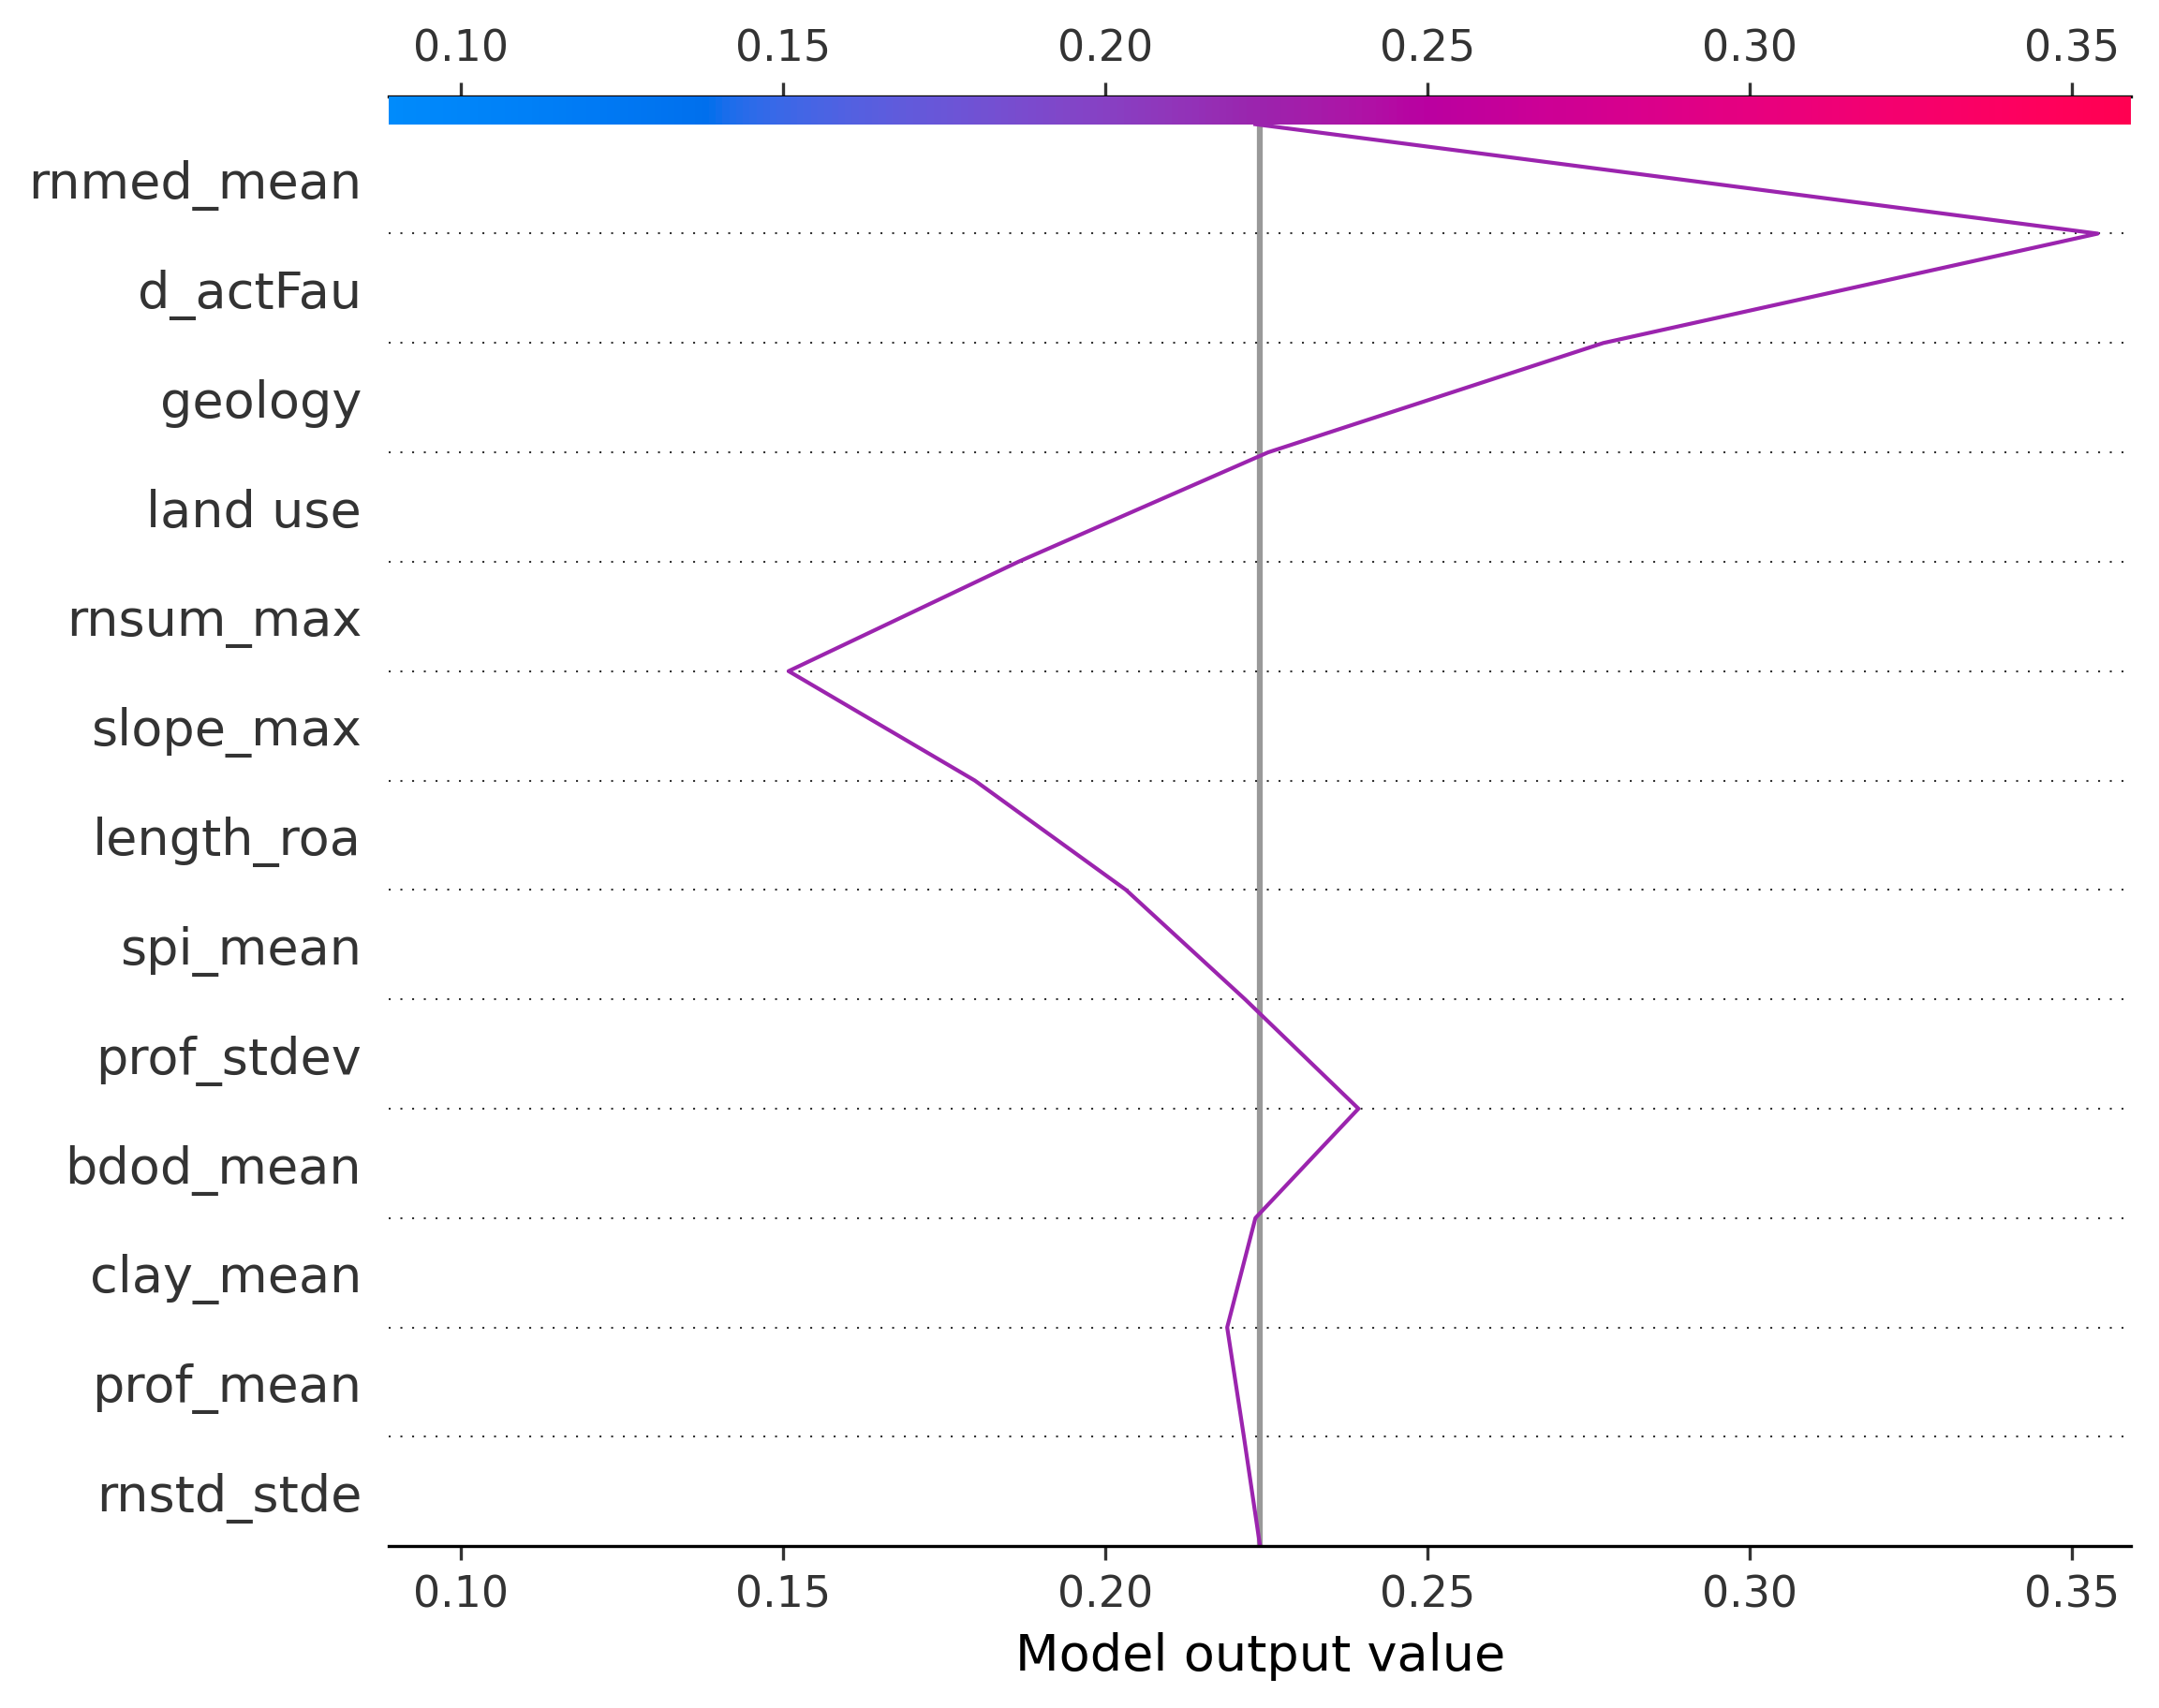 0.10 0.15 0.20 0.25 0.30 0.35
rnmed_mean
d_actFau
geology
land use
rnsum_max
slope_max
length_roa
spi_mean
prof_stdev
bdod_mean
clay_mean
prof_mean
rnstd_stde
0.10 0.15 0.20 0.25 0.30 0.35
Model output value